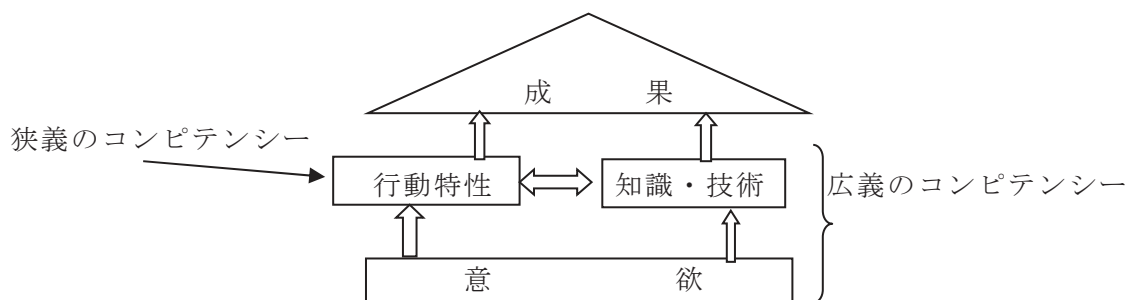 成果
狭義のコンピテンシー
行動特性
知識・技術
広義のコンピテンシー
意欲